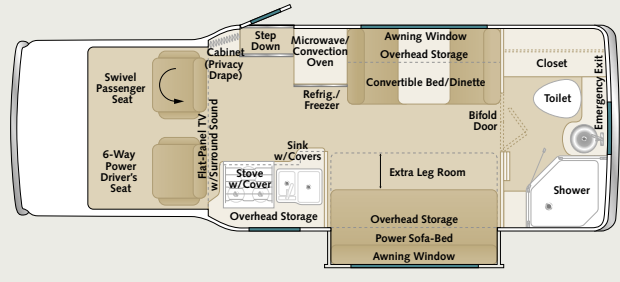 Swivel
Passenger
Seat
6-Way
Power
Driver's
Seat
Cabinet
(Privacy
Drape)
Flat-Panel TV
w/Surround Sound
Step
Down
Microwave/
Convection
Oven
Refrig./
Freezer
Awning Window
Overhead Storage
Convertible Bed/Dinette
Sink
w/Covers
Stove
w/Cover
Overhead Storage
Extra Leg Room
Overhead Storage
Power Sofa-Bed
Awning Window
Bifold
Door
Closet
Toilet
Emergency Exit
Shower